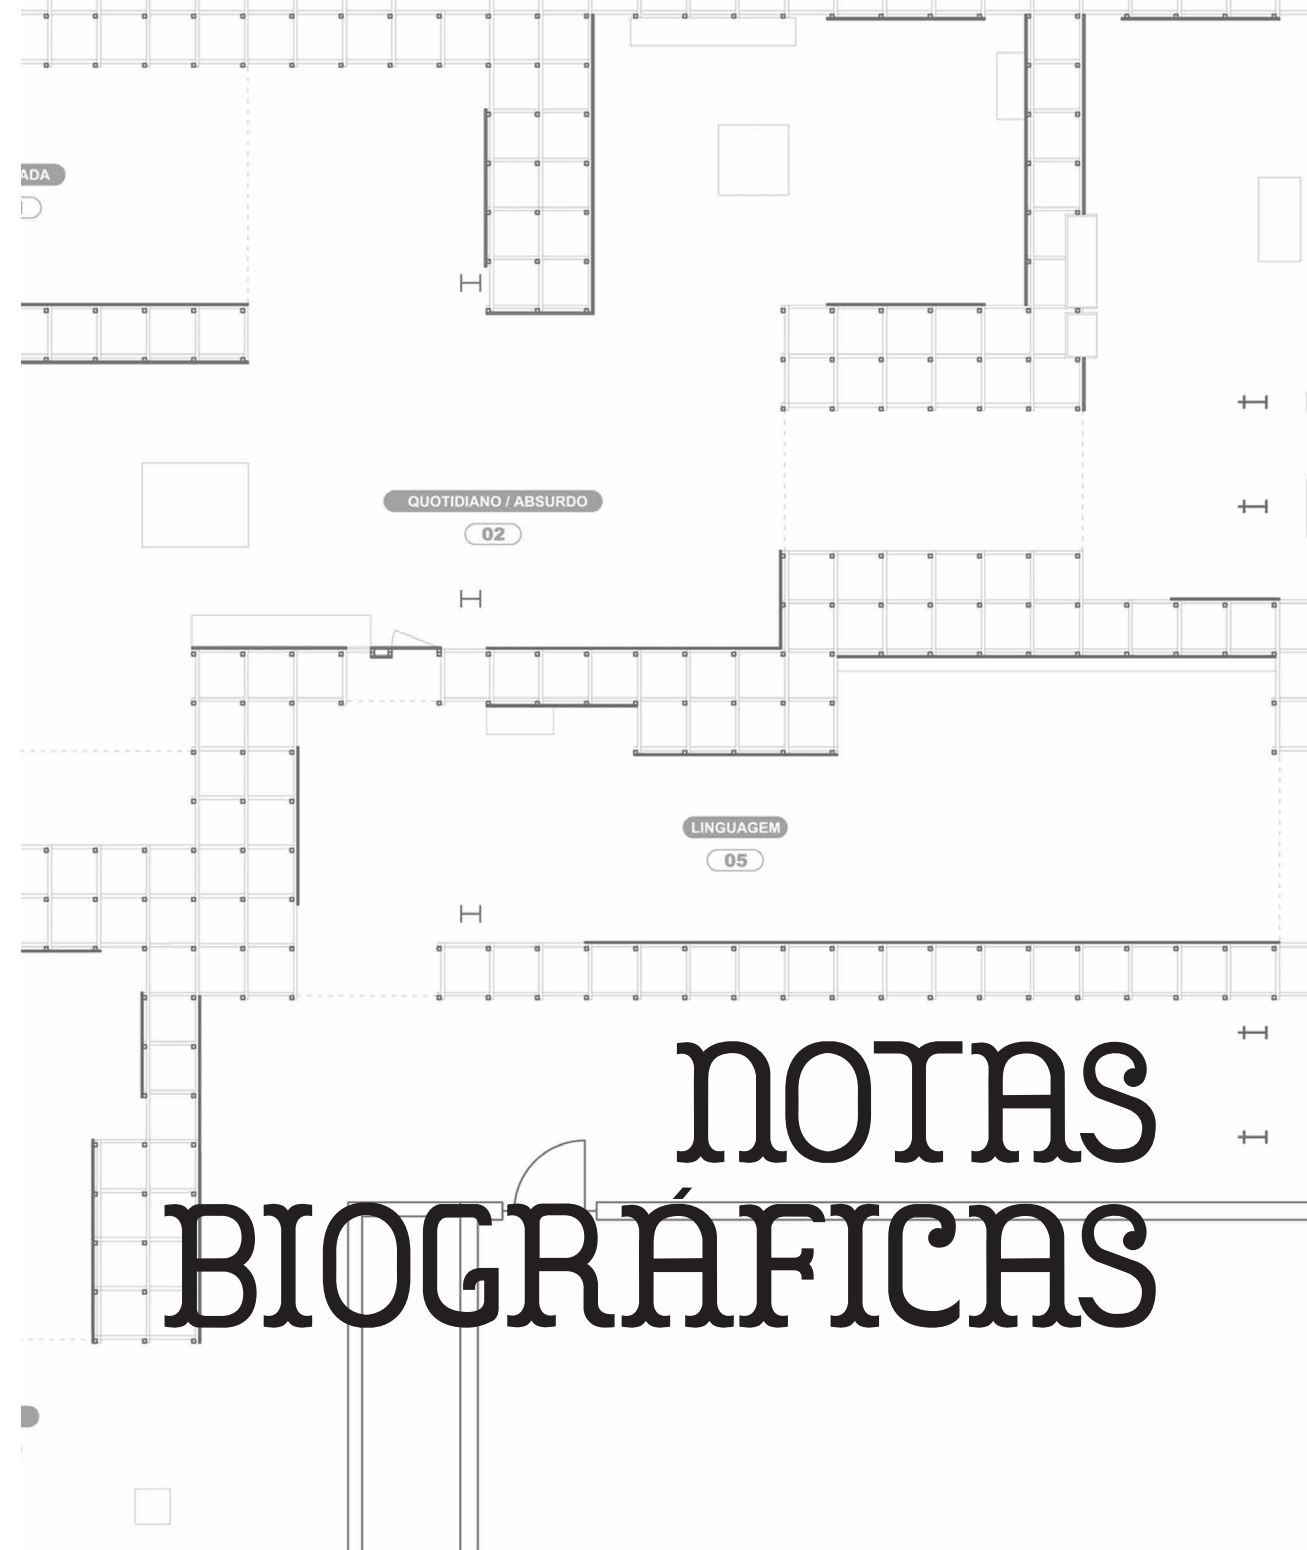 ADA
QUOTIDIANO / ABSURDO
02
LINGUAGEM
05
NOTAS
BIOGRÁFICAS